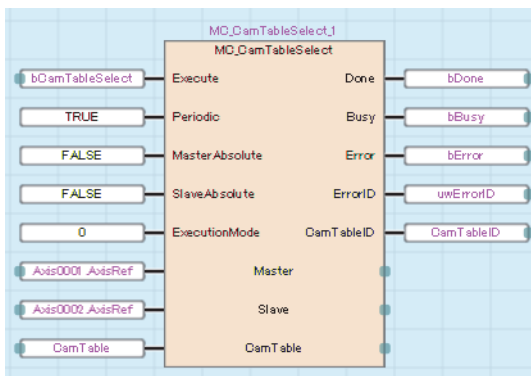 MC_CamTableSelect_1
MC_CamTableSelect
bCamTableSelect Execute Done bDone
TRUE Periodic Busy bBusy
FALSE MasterAbsolute Error bError
FALSE SlaveAbsolute ErrorID uwErrorID
0 ExecutionMode CamTableID CamTableID
Axis0001.AxisRef Master
Axis0002.AxisRef Slave
CamTable CamTable